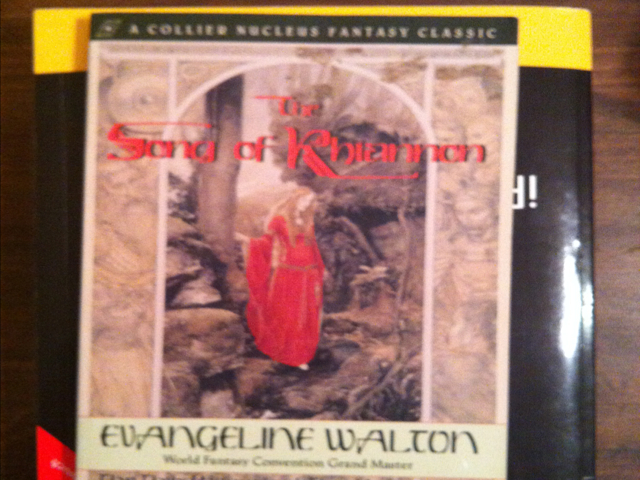 A COLLIER NUCLEUS FANTASY CLASSIC
The
Song of Rhiannon
EVANGELINE WALTON
World Fantasy Convention Grand Master